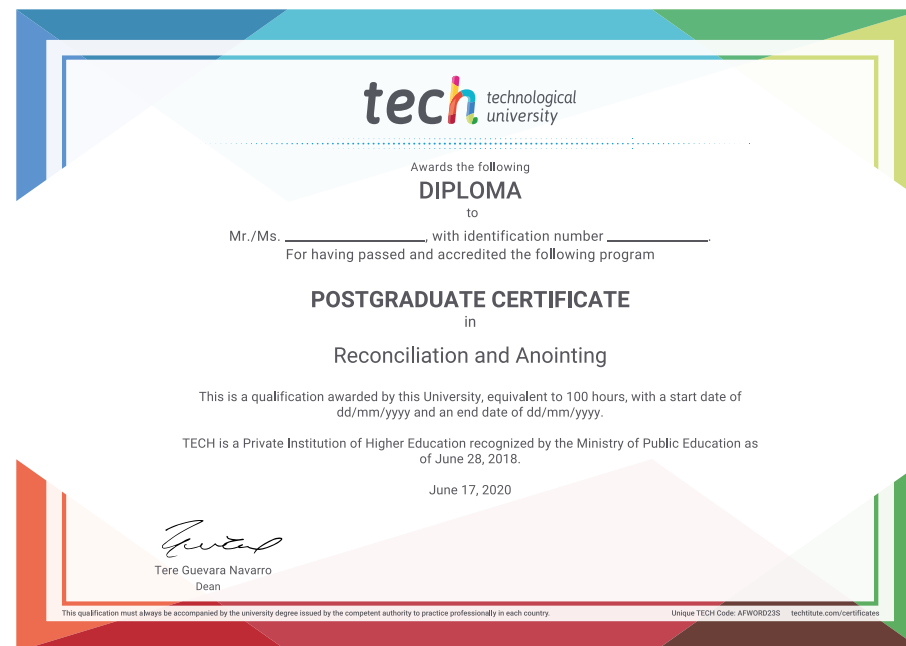 tech technological
university
Awards the following
DIPLOMA
to
Mr./Ms. ____________________, with identification number ______________.
For having passed and accredited the following program
POSTGRADUATE CERTIFICATE
in
Reconciliation and Anointing
This is a qualification awarded by this University, equivalent to 100 hours, with a start date of
dd/mm/yyyy and an end date of dd/mm/yyyy.
TECH is a Private Institution of Higher Education recognized by the Ministry of Public Education as
of June 28, 2018.
June 17, 2020
Tere Guevara Navarro
Dean
This qualification must always be accompanied by the university degree issued by the competent authority to practice professionally in each country. Unique TECH Code: AFWORD23S techtitute.com/certificates